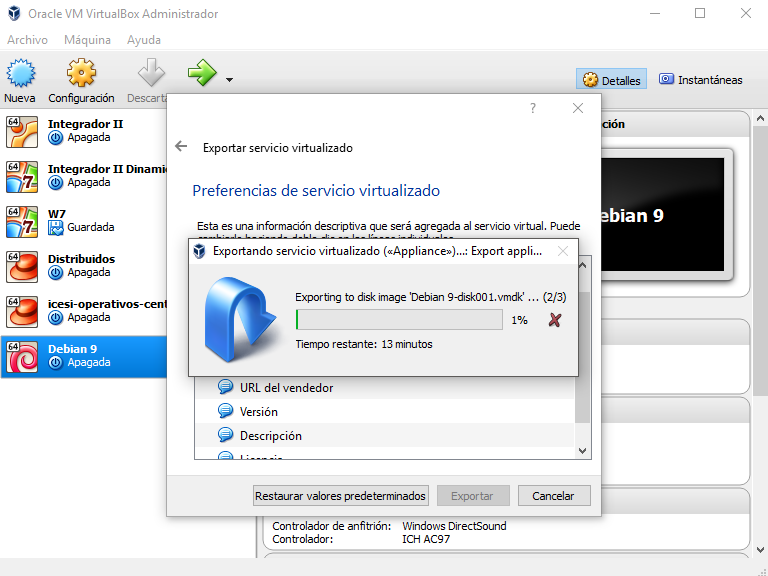 Oracle VM VirtualBox Administrador
Archivo Máquina Ayuda
Nueva Configuración Descarta
Detalles Instantáneas
64 Integrador II
Apagada
64 Integrador II Dinami
Apagada
64 W7
Guardada
64 Distribuidos
Apagada
64 icesi-operativos-cent
Apagada
64 Debian 9
Apagada
ción
ebian 9
?
Exportar servicio virtualizado
Preferencias de servicio virtualizado
Esta es una información descriptiva que será agregada al servicio virtual. Puede
Exportando servicio virtualizado («Appliance»)...: Export appli...
Exporting to disk image 'Debian 9-disk001.vmdk' ... (2/3)
1%
Tiempo restante: 13 minutos
URL del vendedor
Versión
Descripción
Licencia
Restaurar valores predeterminados Exportar Cancelar
Controlador de anfitrión: Windows DirectSound
Controlador: ICH AC97